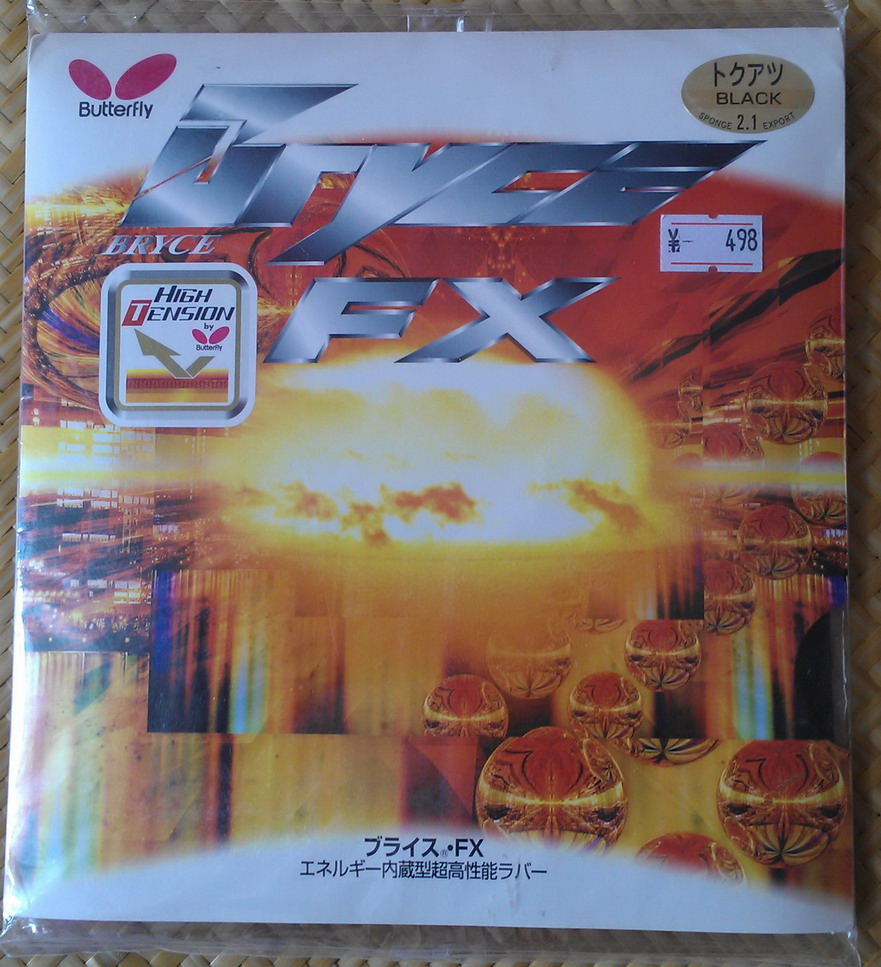 Butterfly
トクアツ
BLACK
SPONGE 2.1 EXPORT
BRYCE
BRYCE
¥ 498
FX
HIGH
TENSION
by
Butterfly
ブライス®・FX
エネルギー内蔵型超高性能ラバー